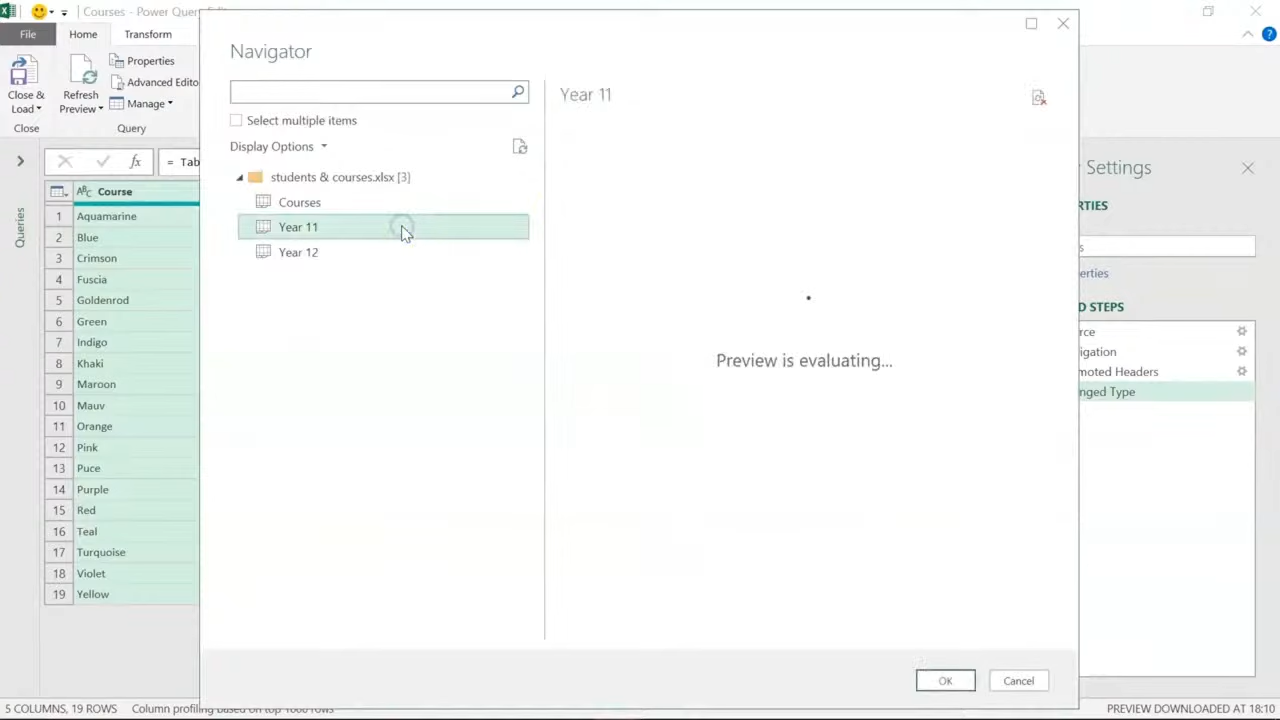 Courses - Power Query
File
Home
Transform
Close & Load
Refresh Preview
Properties
Advanced Edito
Manage
Close
Query
= Tab
Queries
Course
1 Aquamarine
2 Blue
3 Crimson
4 Fuscia
5 Goldenrod
6 Green
7 Indigo
8 Khaki
9 Maroon
10 Mauv
11 Orange
12 Pink
13 Puce
14 Purple
15 Red
16 Teal
17 Turquoise
18 Violet
19 Yellow
Navigator
Select multiple items
Display Options
students & courses.xlsx [3]
Courses
Year 11
Year 12
Year 11
Preview is evaluating...
OK
Cancel
Settings
ERTIES
s
erties
D STEPS
rce
igation
moted Headers
nged Type
5 COLUMNS, 19 ROWS
Column profiling based on top 1000 rows
PREVIEW DOWNLOADED AT 18:10